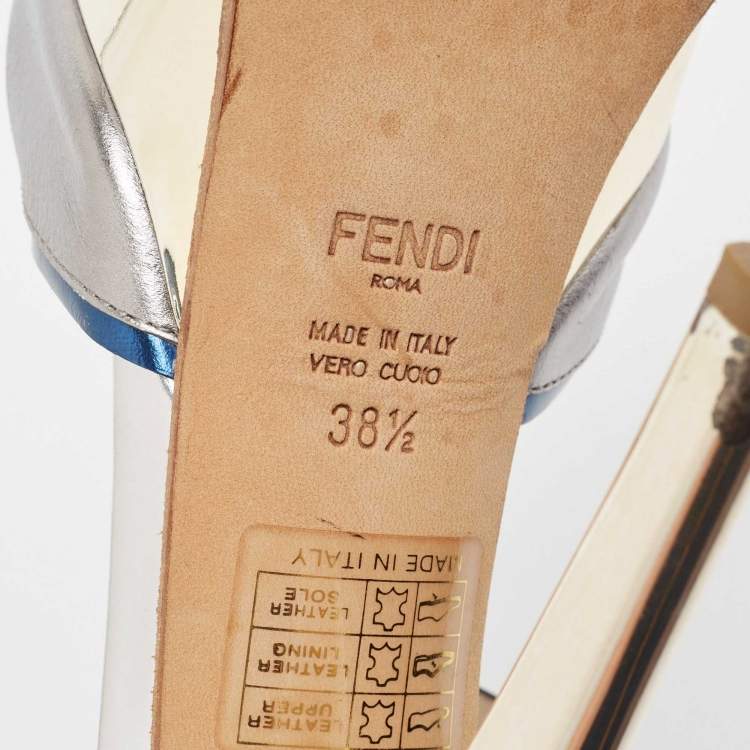 FENDI
ROMA
MADE IN ITALY
VERO CUOIO
38½
LEATHER
UPPER
LEATHER
LINING
LEATHER
SOLE
MADE IN ITALY